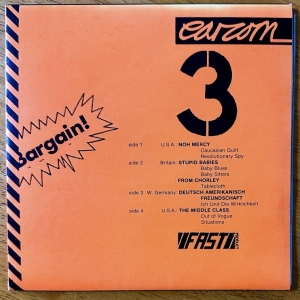 earcom
3
Bargain!
side 1 U.S.A.: NOH MERCY
Caucasian Guilt
Revolutionary Spy
side 2 Britain: STUPID BABIES
Baby Blues
Baby Sitters
FROM CHORLEY
Tablecloth
side 3 W. Germany: DEUTSCH AMERIKANISCH
FREUNDSCHAFT
Ich Und Die Wirklichkeit
side 4 U.S.A.: THE MIDDLE CLASS
Out of Vogue
Situations
FAST